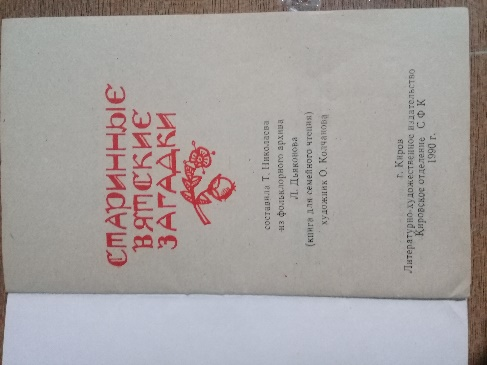 СТАРИННЫЕ
ВЯТСКИЕ
ЗАГАДКИ
составила Т. Николаева
из фольклорного архива
Л. Дьяконова
(книга для семейного чтения)
художник О. Колчанова
г. Киров
Литературно-художественное издательство
Кировское отделение С Ф К
1990 г.